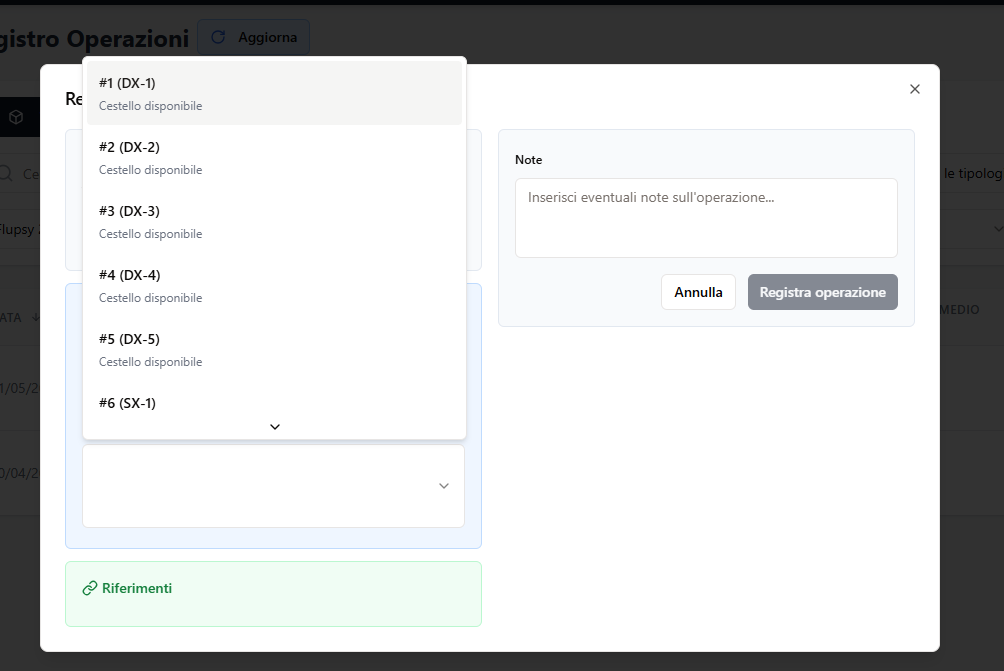 gistro Operazioni
Aggiorna
Re
#1 (DX-1)
Cestello disponibile
#2 (DX-2)
Cestello disponibile
#3 (DX-3)
Cestello disponibile
#4 (DX-4)
Cestello disponibile
#5 (DX-5)
Cestello disponibile
#6 (SX-1)
Note
Inserisci eventuali note sull'operazione...
Annulla
Registra operazione
Riferimenti
Ce
le tipolog
Flupsy
ATA
MEDIO
1/05/2
0/04/2